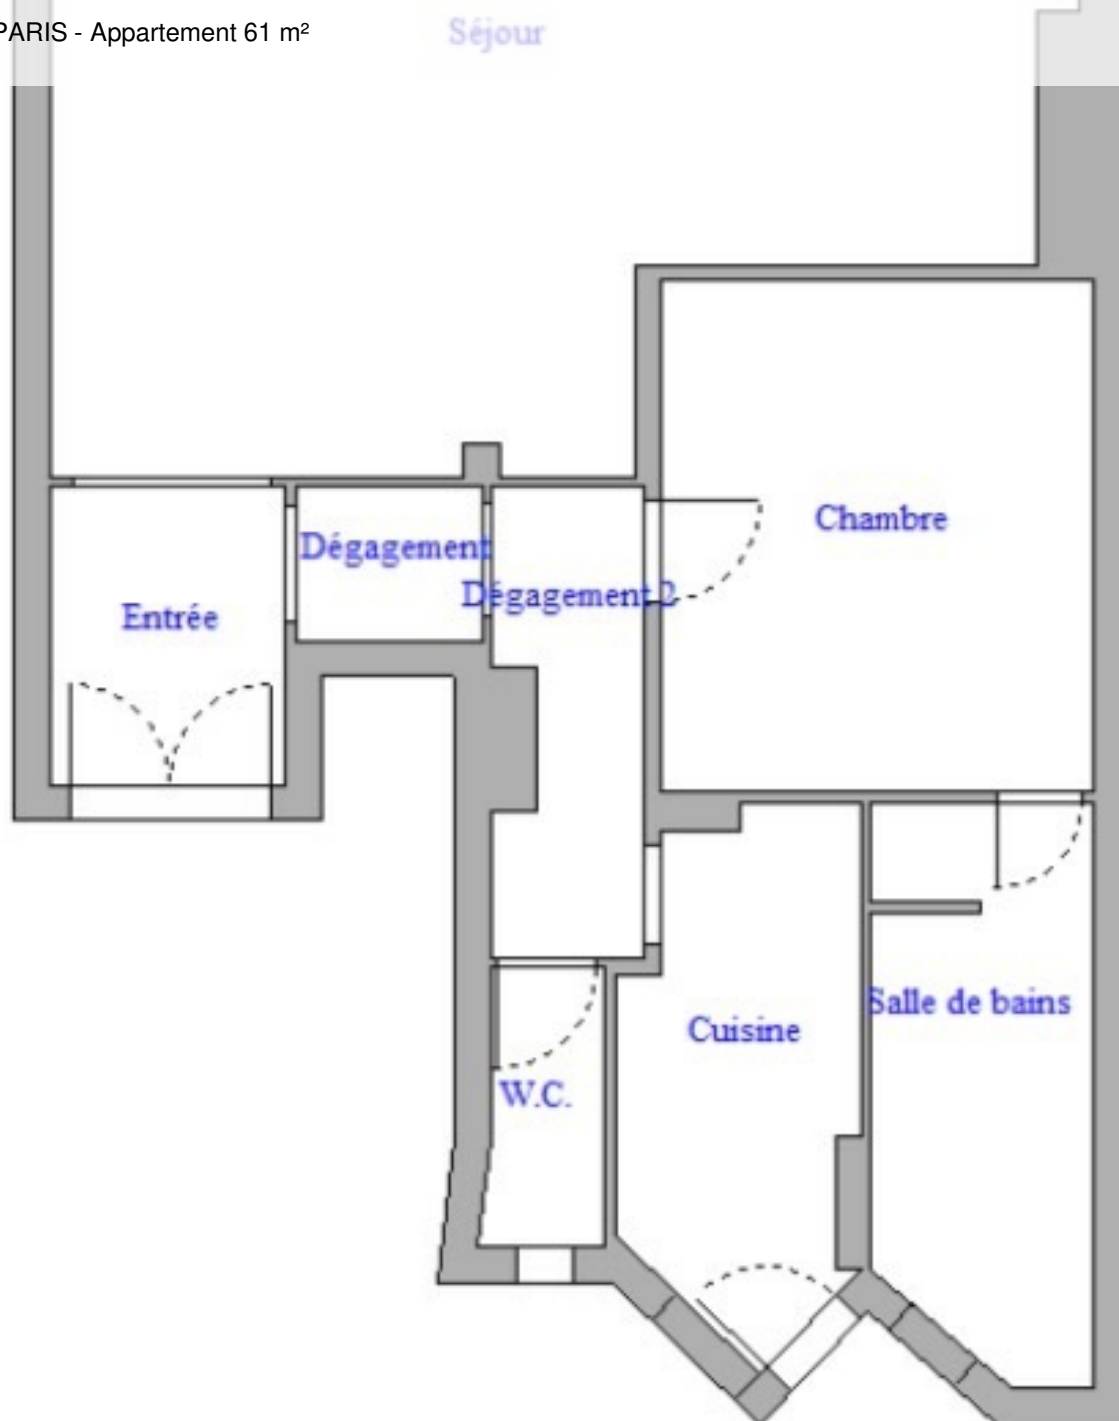 PARIS - Appartement 61 m²
Séjour
Chambre
Dégagement
Dégagement 2
Entrée
Salle de bains
Cuisine
W.C.